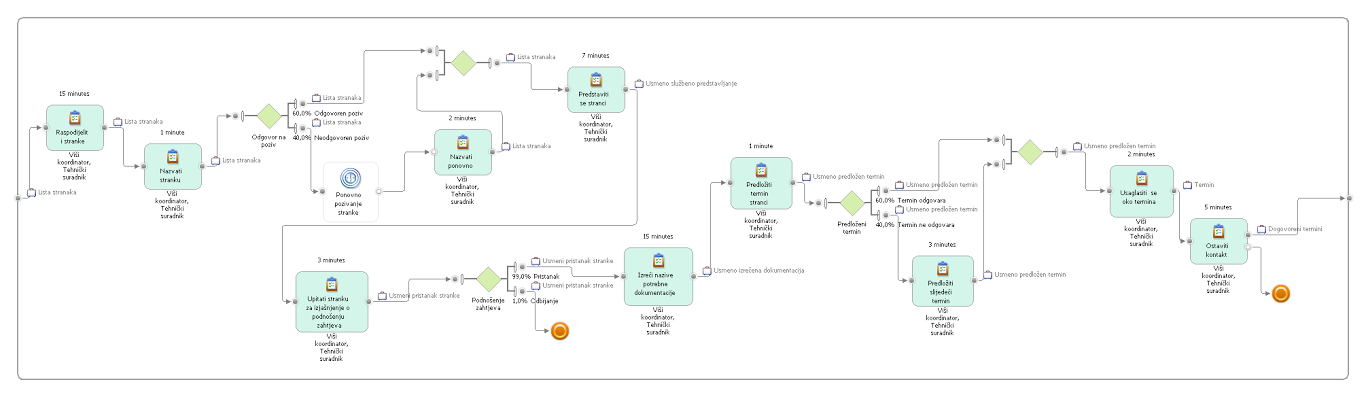 Lista stranaka
15 minutes
Raspodijelit
i stranke
Viši
koordinator,
Tehnički
suradnik
Lista stranaka
1 minute
Nazvati
stranku
Viši
koordinator,
Tehnički
suradnik
Lista stranaka
Odgovor na
poziv
Lista stranaka
60,0% Odgovoren poziv
Lista stranaka
40,0% Neodgovoren poziv
Ponovno
pozivanje
stranke
2 minutes
Nazvati
ponovno
Viši
koordinator,
Tehnički
suradnik
Lista stranaka
Lista stranaka
7 minutes
Predstaviti
se stranci
Viši
koordinator,
Tehnički
suradnik
Usmeno službeno predstavljanje
3 minutes
Upitati stranku
za izjašnjenje o
podnošenju
zahtjeva
Viši
koordinator,
Tehnički
suradnik
Usmeni pristanak stranke
Podnošenje
zahtjeva
Usmeni pristanak stranke
99,0% Pristanak
Usmeni pristanak stranke
1,0% Odbijanje
15 minutes
Izreći nazive
potrebne
dokumentacije
Viši
koordinator,
Tehnički
suradnik
Usmeno izrečena dokumentacija
1 minute
Predložiti
termin
stranci
Viši
koordinator,
Tehnički
suradnik
Usmeno predložen termin
Predloženi
termin
Usmeno predložen termin
60,0% Termin odgovara
Usmeno predložen termin
40,0% Termin ne odgovara
3 minutes
Predložiti
slijedeći
termin
Viši
koordinator,
Tehnički
suradnik
Usmeno predložen termin
Usmeno predložen termin
2 minutes
Usaglasiti se
oko termina
Viši
koordinator,
Tehnički
suradnik
Termin
5 minutes
Ostaviti
kontakt
Viši
koordinator,
Tehnički
suradnik
Dogovoreni termini